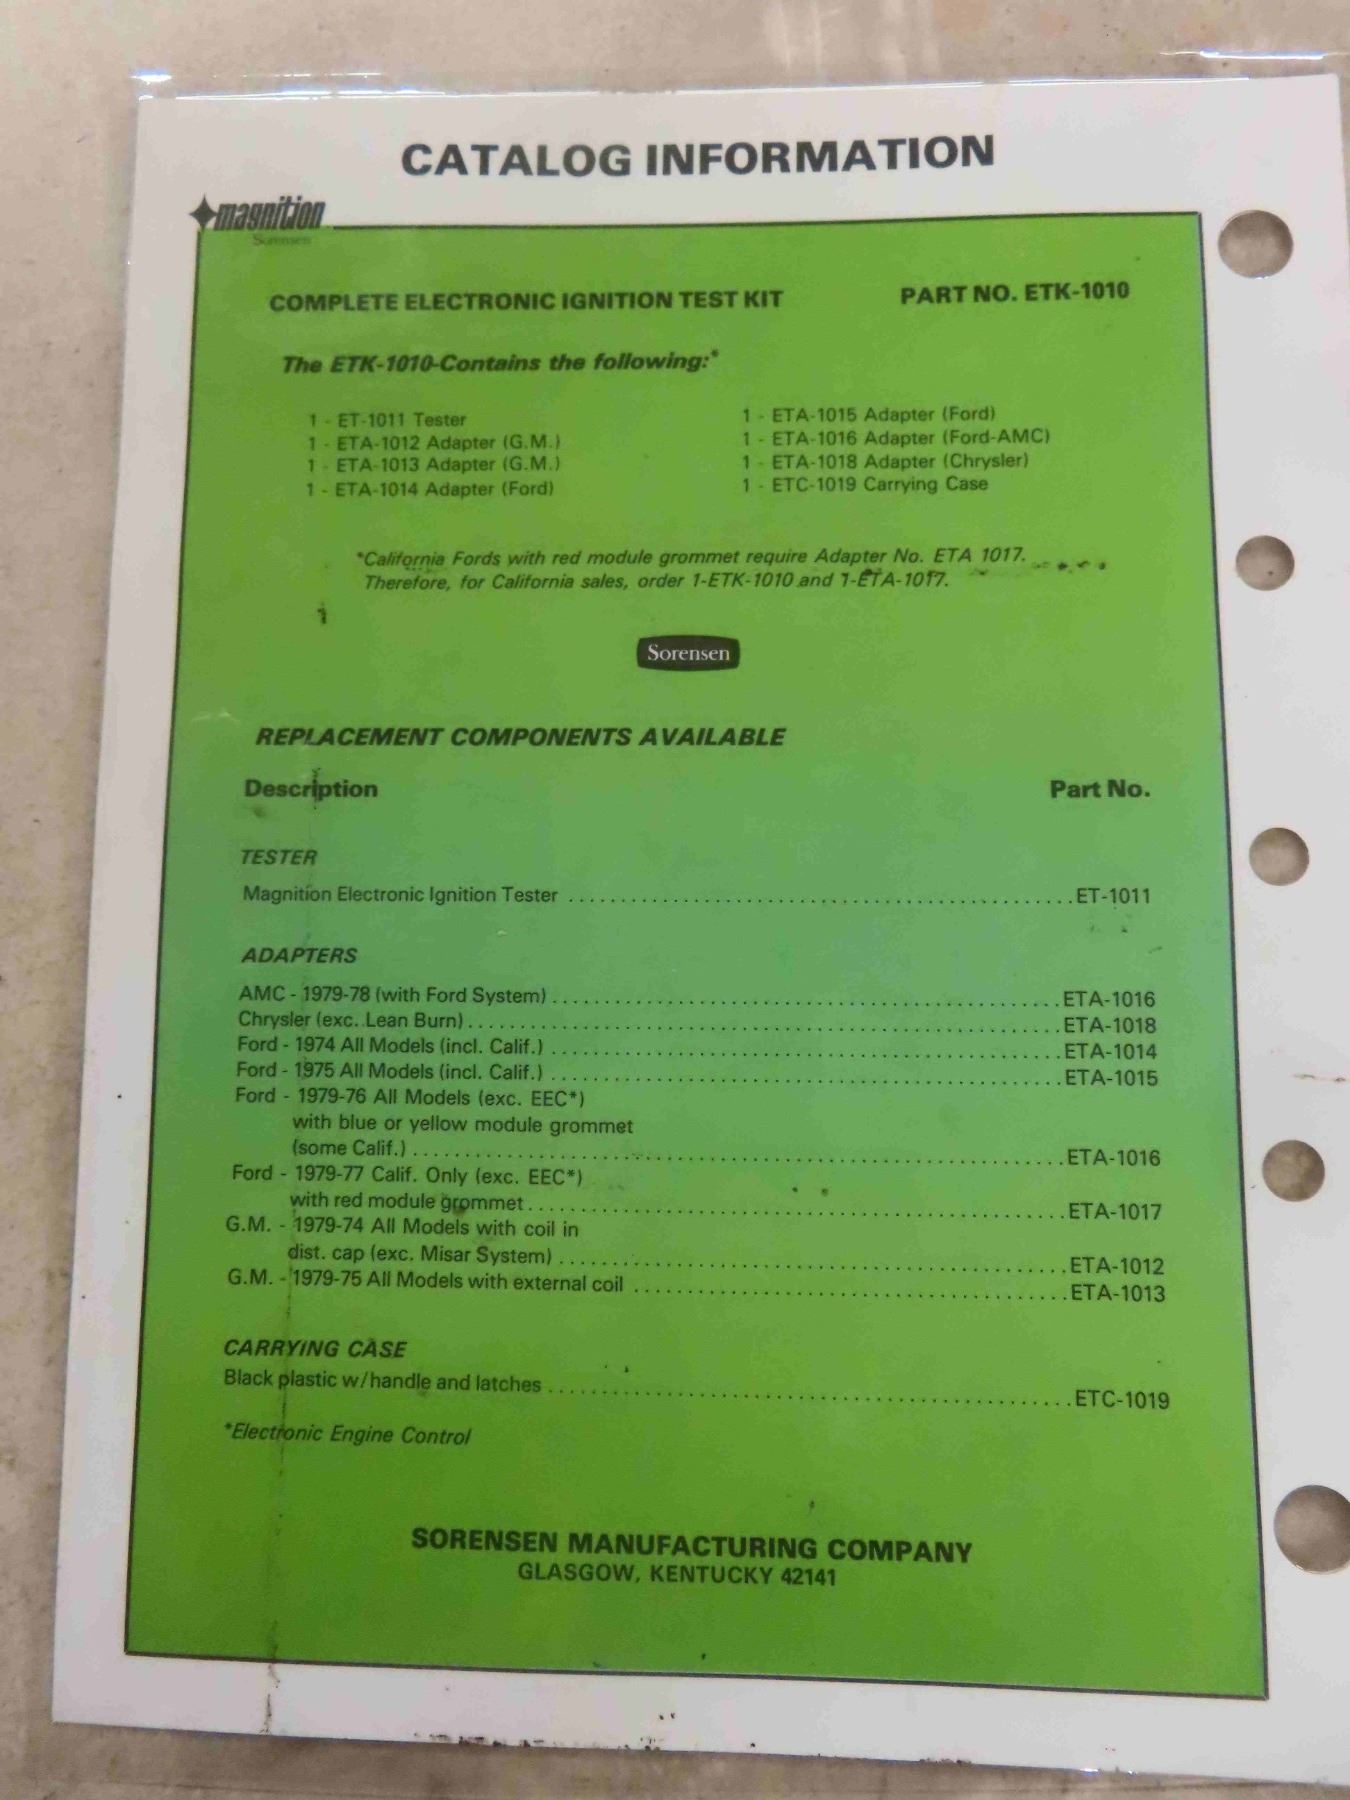 CATALOG INFORMATION
magnition
Sorensen
COMPLETE ELECTRONIC IGNITION TEST KIT PART NO. ETK-1010
The ETK-1010-Contains the following:*
1 - ET-1011 Tester
1 - ETA-1012 Adapter (G.M.)
1 - ETA-1013 Adapter (G.M.)
1 - ETA-1014 Adapter (Ford)
1 - ETA-1015 Adapter (Ford)
1 - ETA-1016 Adapter (Ford-AMC)
1 - ETA-1018 Adapter (Chrysler)
1 - ETC-1019 Carrying Case
*California Fords with red module grommet require Adapter No. ETA 1017.
Therefore, for California sales, order 1-ETK-1010 and 1-ETA-1017.
Sorensen
REPLACEMENT COMPONENTS AVAILABLE
Description Part No.
TESTER
Magnition Electronic Ignition Tester ........ ET-1011
ADAPTERS
AMC - 1979-78 (with Ford System) ........ ETA-1016
Chrysler (exc. Lean Burn) ........ ETA-1018
Ford - 1974 All Models (incl. Calif.) ........ ETA-1014
Ford - 1975 All Models (incl. Calif.) ........ ETA-1015
Ford - 1979-76 All Models (exc. EEC*)
with blue or yellow module grommet
(some Calif.) ........ ETA-1016
Ford - 1979-77 Calif. Only (exc. EEC*)
with red module grommet ........ ETA-1017
G.M. - 1979-74 All Models with coil in
dist. cap (exc. Misar System) ........ ETA-1012
G.M. - 1979-75 All Models with external coil ........ ETA-1013
CARRYING CASE
Black plastic w/handle and latches ........ ETC-1019
*Electronic Engine Control
SORENSEN MANUFACTURING COMPANY
GLASGOW, KENTUCKY 42141